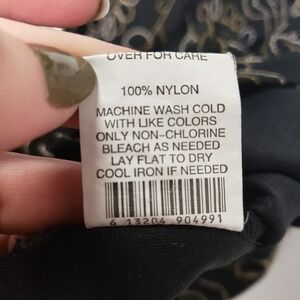 OVER FOR CARE
100% NYLON
MACHINE WASH COLD
WITH LIKE COLORS
ONLY NON-CHLORINE
BLEACH AS NEEDED
LAY FLAT TO DRY
COOL IRON IF NEEDED
6 13204 904991